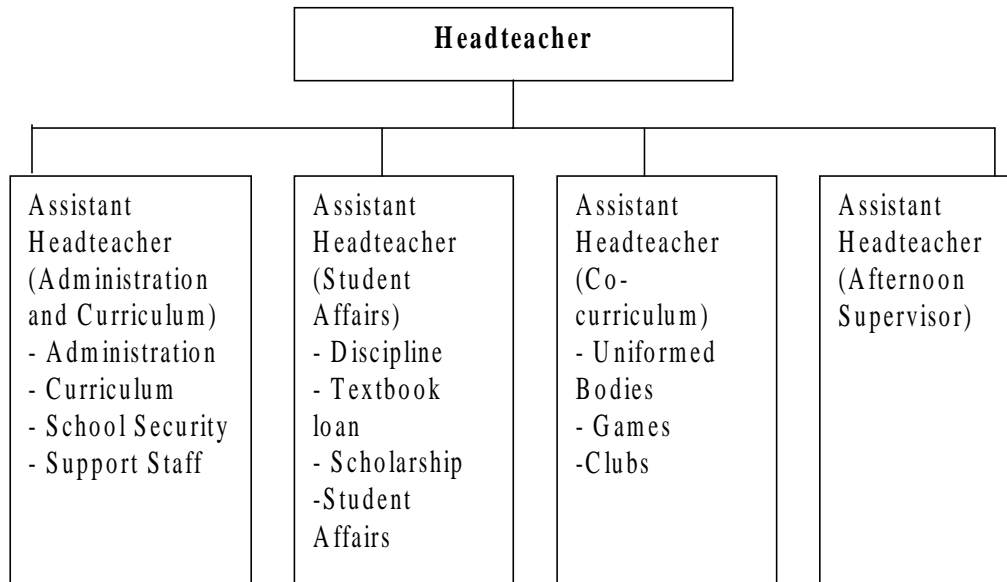 Headteacher
Assistant
Headteacher
(Administration
and Curriculum)
- Administration
- Curriculum
- School Security
- Support Staff
Assistant
Headteacher
(Student
Affairs)
- Discipline
- Textbook
loan
- Scholarship
-Student
Affairs
Assistant
Headteacher
(Co-
curriculum)
- Uniformed
Bodies
- Games
-Clubs
Assistant
Headteacher
(Afternoon
Supervisor)